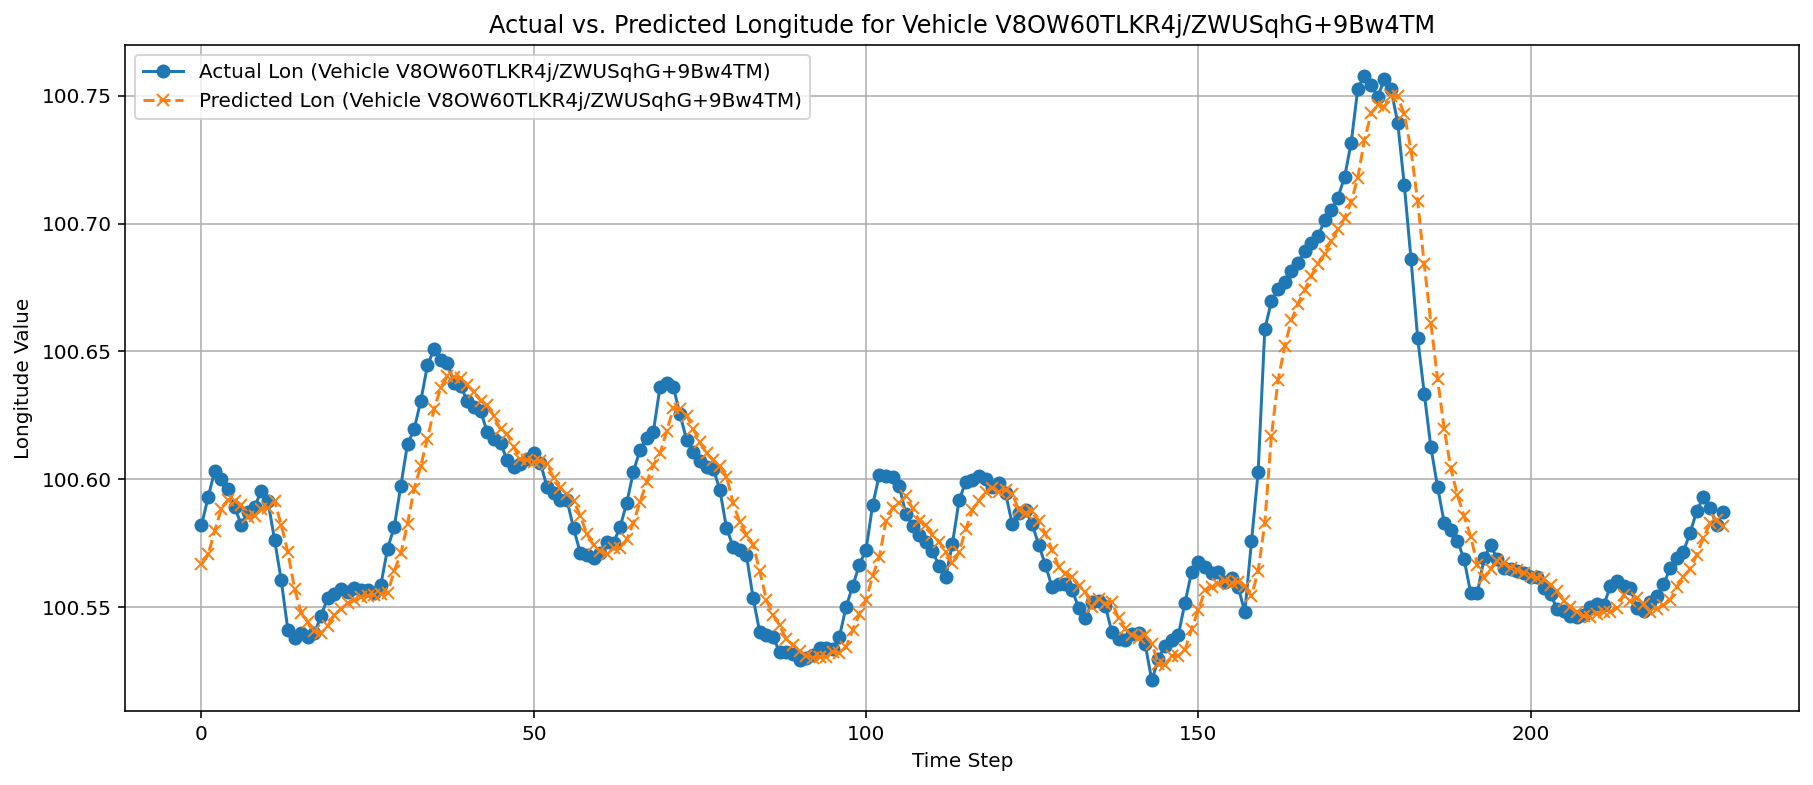 Actual vs. Predicted Longitude for Vehicle V8OW60TLKR4j/ZWUSqhG+9Bw4TM
Actual Lon (Vehicle V8OW60TLKR4j/ZWUSqhG+9Bw4TM)
Predicted Lon (Vehicle V8OW60TLKR4j/ZWUSqhG+9Bw4TM)
Longitude Value
100.75
100.70
100.65
100.60
100.55
0
50
100
150
200
Time Step